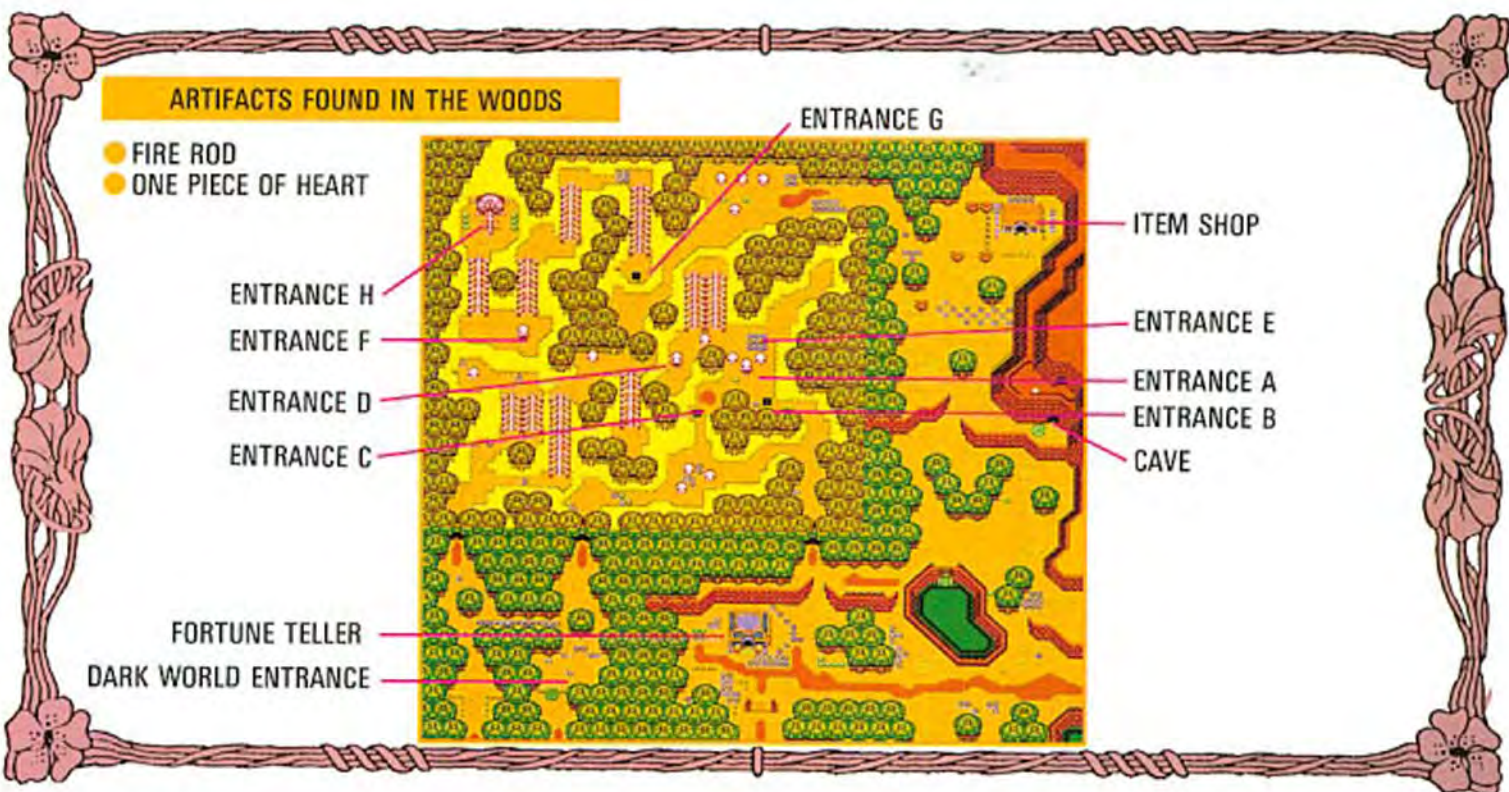 ARTIFACTS FOUND IN THE WOODS
FIRE ROD
ONE PIECE OF HEART
ENTRANCE G
ITEM SHOP
ENTRANCE H
ENTRANCE F
ENTRANCE E
ENTRANCE D
ENTRANCE A
ENTRANCE B
ENTRANCE C
CAVE
FORTUNE TELLER
DARK WORLD ENTRANCE